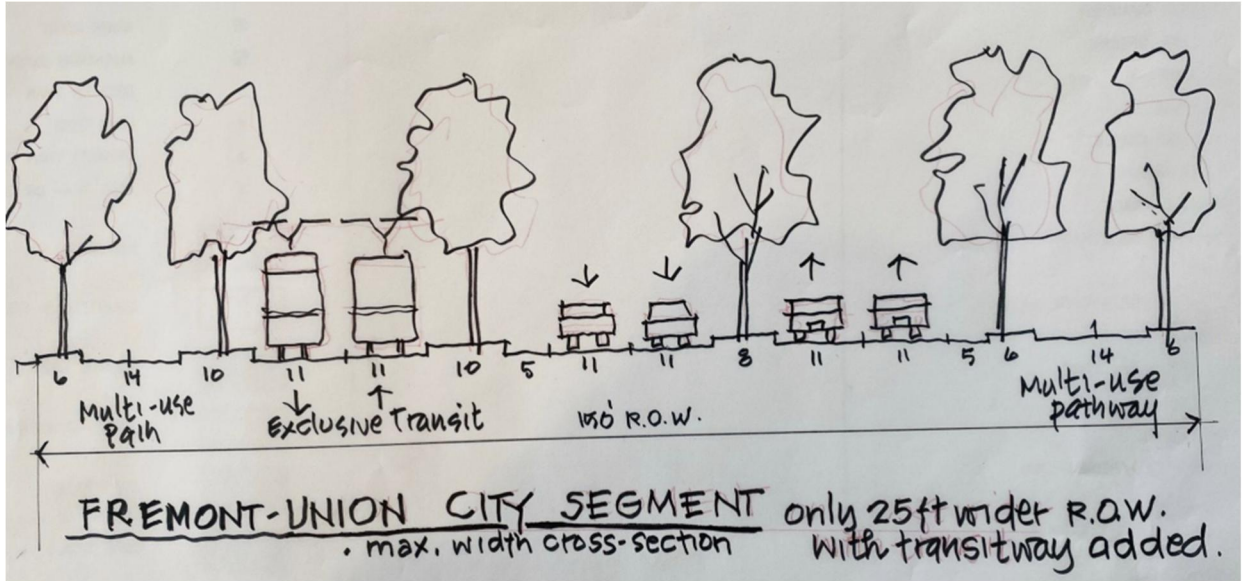 6 14 10 11 11 10 5 11 11 8 11 11 5 6 14 6
Multi-use
Path
Exclusive Transit
150' R.O.W.
Multi-use
pathway
FREMONT-UNION CITY SEGMENT
. max. width cross-section
only 25ft wider R.O.W.
with transitway added.